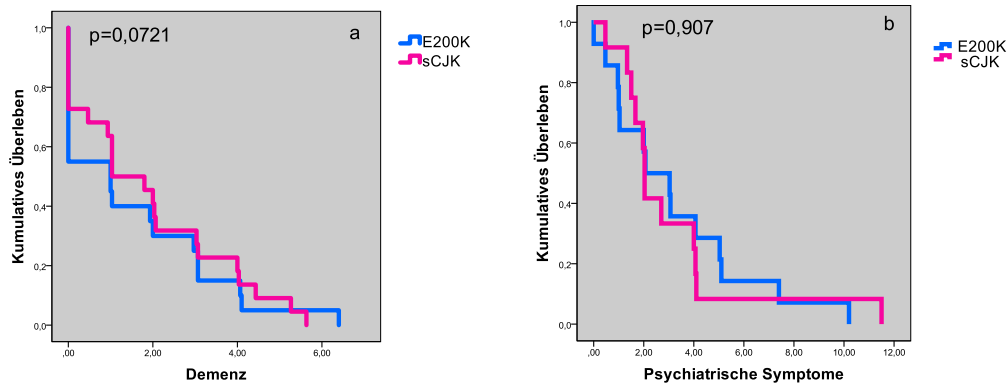 p=0,0721
a
E200K
sCJK
Kumulatives Überleben
1,0
0,8
0,6
0,4
0,2
0,0
,00
2,00
4,00
6,00
Demenz
p=0,907
b
E200K
sCJK
Kumulatives Überleben
1,0
0,8
0,6
0,4
0,2
0,0
,00
2,00
4,00
6,00
8,00
10,00
12,00
Psychiatrische Symptome